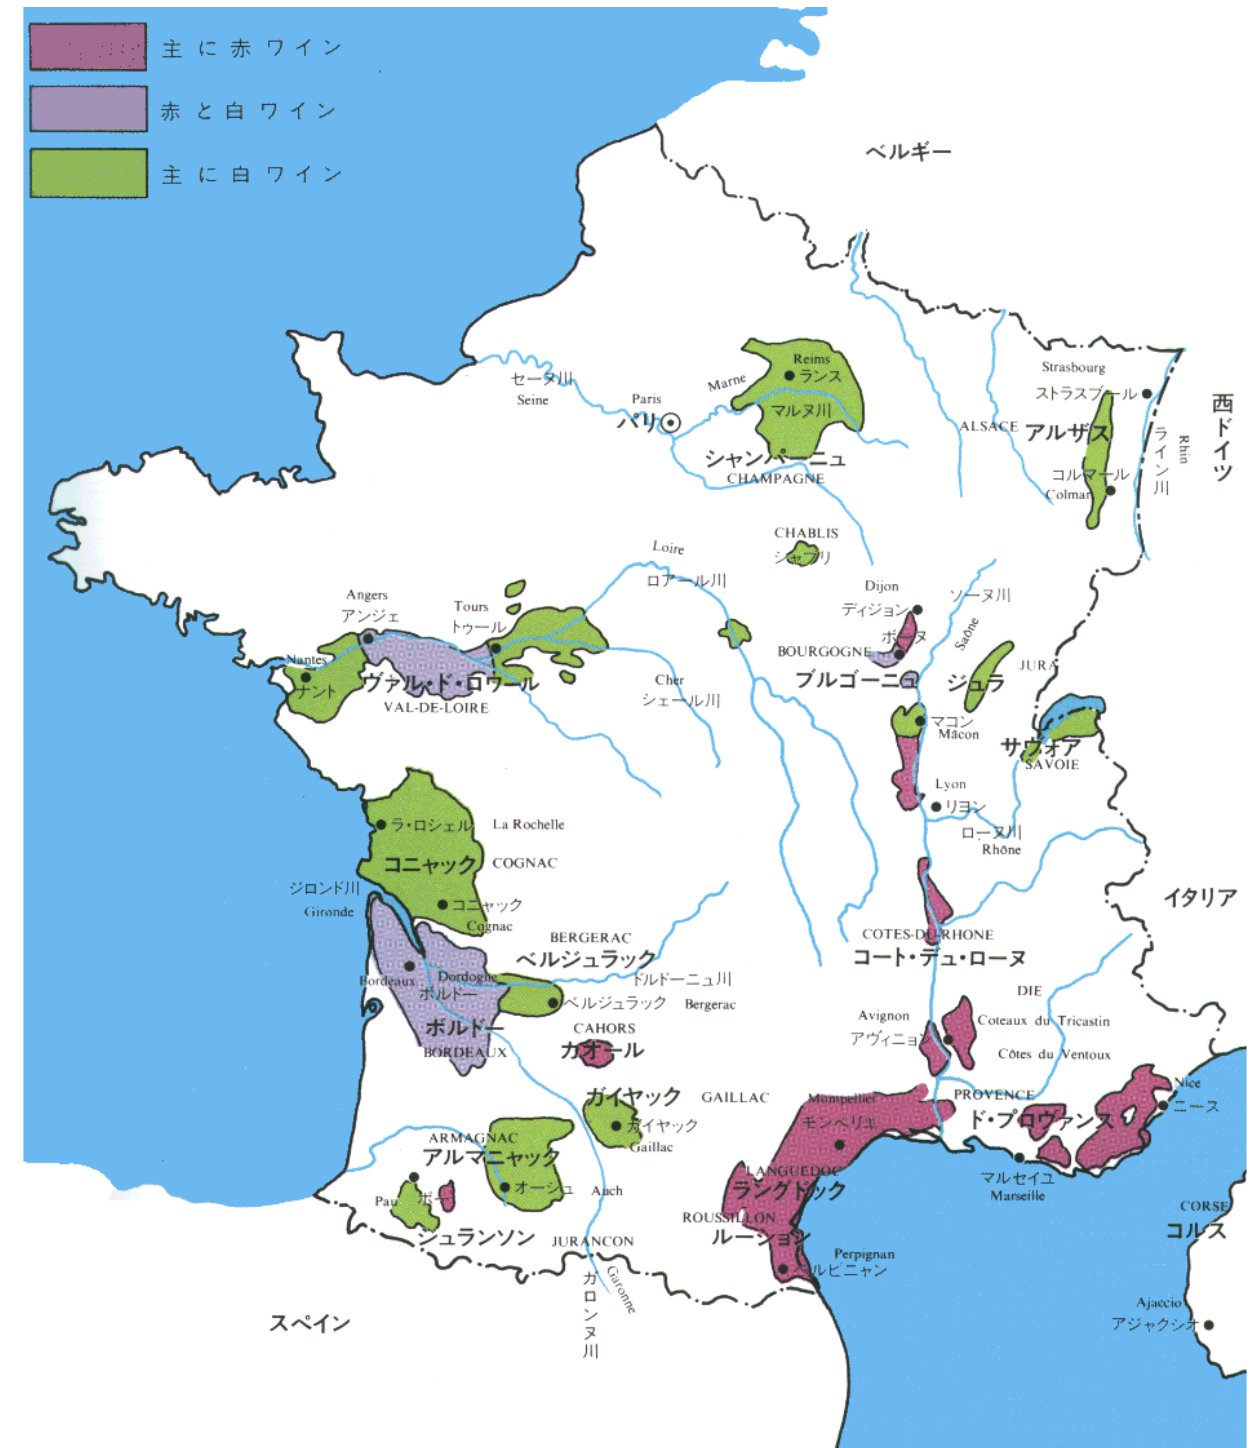 主に赤ワイン
赤と白ワイン
主に白ワイン
ベルギー
Reims
ランス
セーヌ川
Seine
Marne
マルヌ川
Paris
パリ
シャンパーニュ
CHAMPAGNE
Strasbourg
ストラスブール
ALSACE
アルザス
コルマール
Colmar
ライン川
Rhin
西ドイツ
CHABLIS
シャブリ
Loire
ロアール川
Angers
アンジェ
Tours
トゥール
Nantes
ナント
ヴァル・ド・ロワール
VAL-DE-LOIRE
Cher
シェール川
Dijon
ディジョン
ソーヌ川
Saône
ボーヌ
BOURGOGNE
ブルゴーニュ
ジュラ
JURA
マコン
Mâcon
サヴォア
SAVOIE
Lyon
リヨン
ローヌ川
Rhône
ラ・ロシェル
La Rochelle
コニャック
COGNAC
ジロンド川
Gironde
コニャック
Cognac
イタリア
BERGERAC
ベルジュラック
COTES-DU-RHONE
コート・デュ・ローヌ
Bordeaux
Dordogne
ドルドーニュ川
ボルドー
ベルジュラック
Bergerac
ボルドー
BORDEAUX
CAHORS
カオール
DIE
Avignon
アヴィニョン
Coteaux du Tricastin
Côtes du Ventoux
ガイヤック
GAILLAC
ガイヤック
Gaillac
Montpellier
モンペリエ
PROVENCE
ド・プロヴァンス
Nice
ニース
ARMAGNAC
アルマニャック
オーシュ
Auch
Pau
ポー
ジュランソン
JURANCON
LANGUEDOC
ラングドック
ROUSSILLON
ルーション
マルセイユ
Marseille
CORSE
コルス
Perpignan
ペルピニャン
ガロンヌ川
Garonne
スペイン
Ajaccio
アジャクシオ